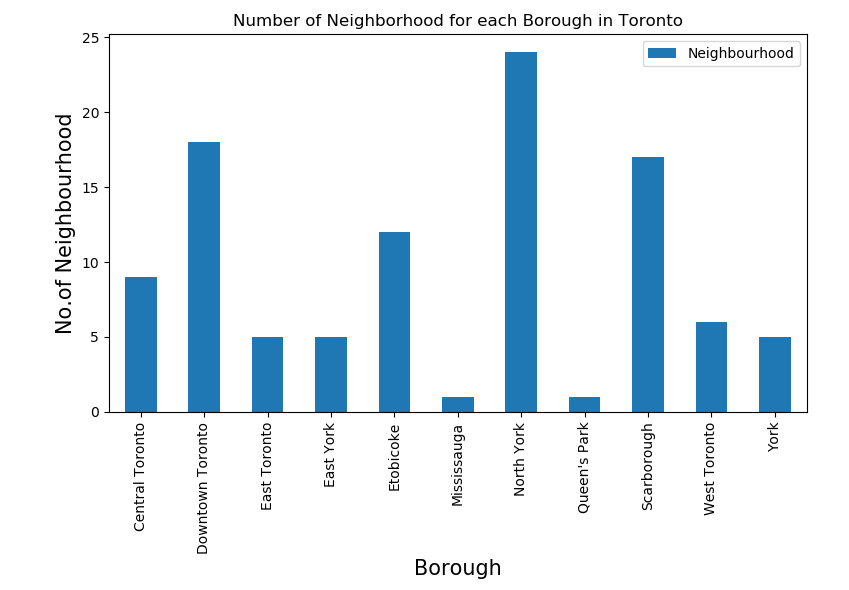 Number of Neighborhood for each Borough in Toronto
Neighbourhood
No.of Neighbourhood
25
20
15
10
5
0
Central Toronto
Downtown Toronto
East Toronto
East York
Etobicoke
Mississauga
North York
Queen's Park
Scarborough
West Toronto
York
Borough